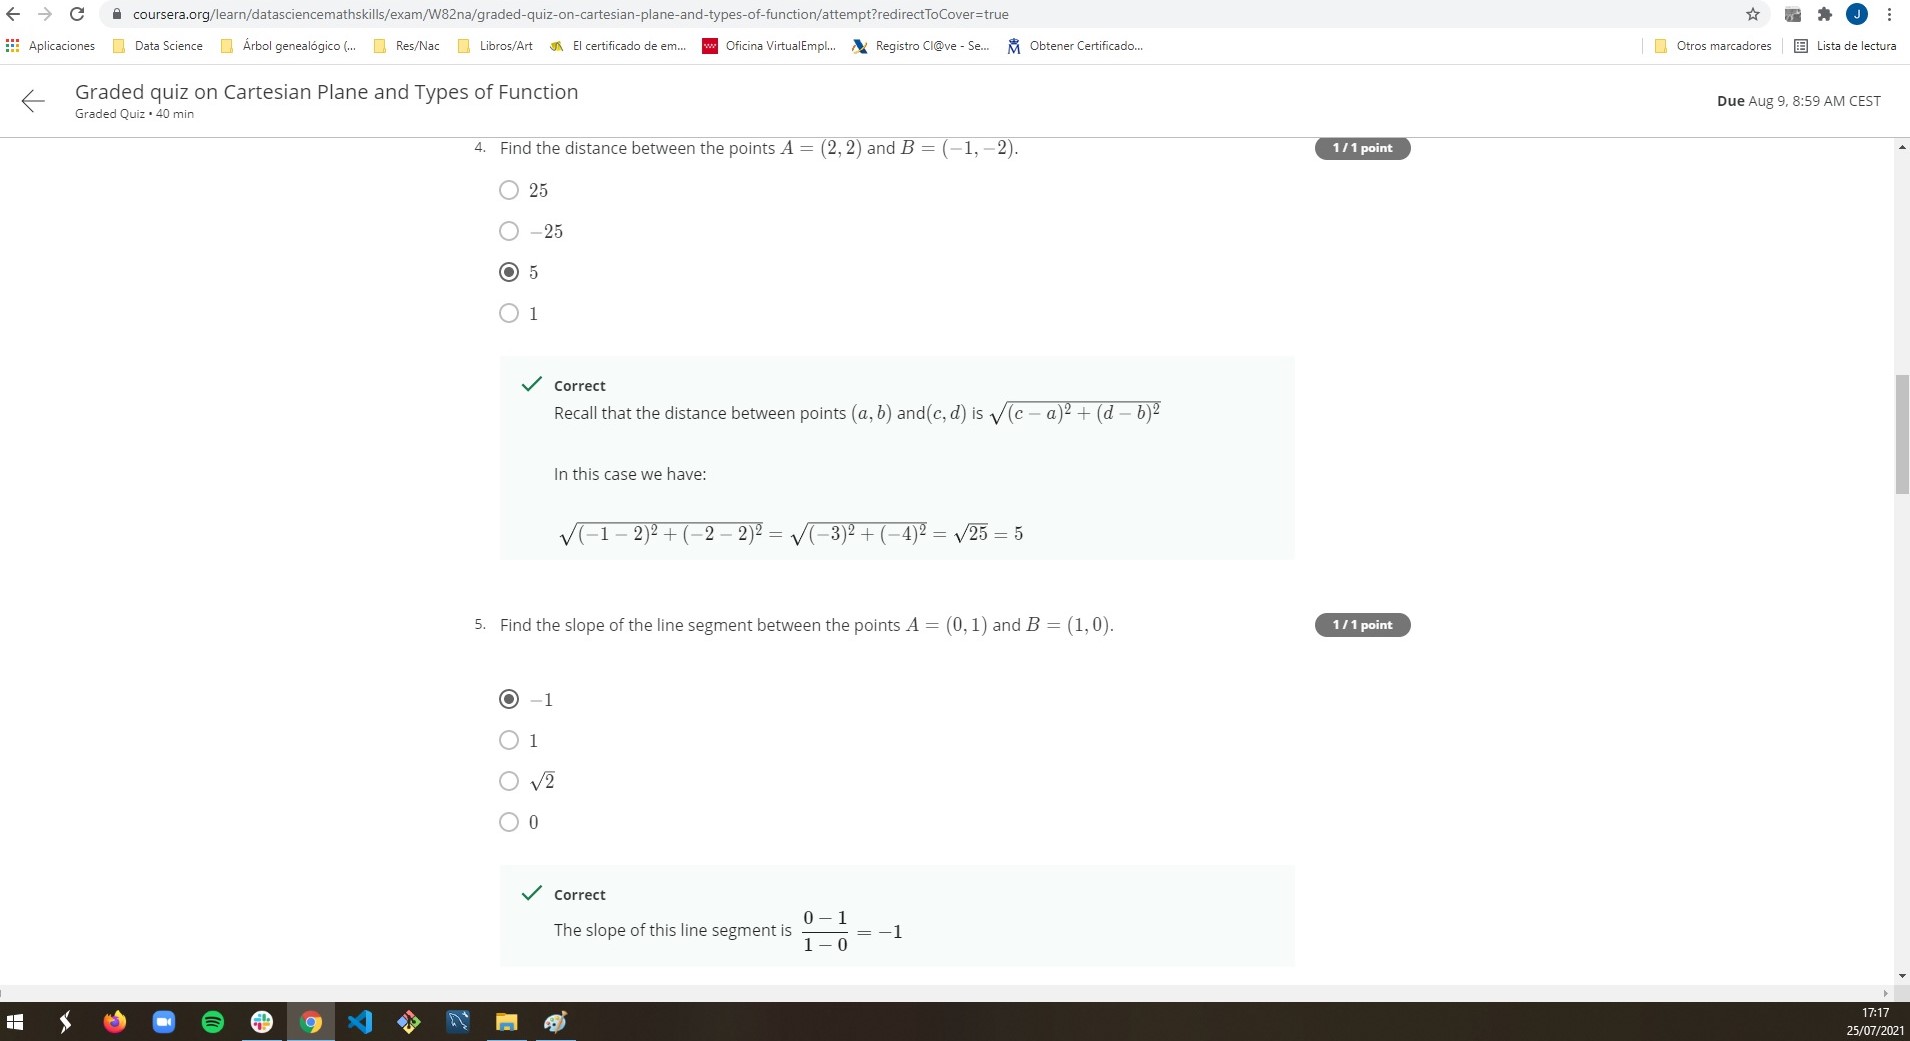 coursera.org/learn/datasciencemathskills/exam/W82na/graded-quiz-on-cartesian-plane-and-types-of-function/attempt?redirectToCover=true
J
Aplicaciones Data Science Árbol genealógico (... Res/Nac Libros/Art El certificado de em... Oficina VirtualEmpl... Registro Cl@ve - Se... Obtener Certificado... Otros marcadores Lista de lectura
Graded quiz on Cartesian Plane and Types of Function
Graded Quiz • 40 min
Due Aug 9, 8:59 AM CEST
4. Find the distance between the points A = (2, 2) and B = (−1, −2). 1 / 1 point
25
−25
5
1
Correct
Recall that the distance between points (a, b) and(c, d) is √(c − a)² + (d − b)²
In this case we have:
√(−1 − 2)² + (−2 − 2)² = √(−3)² + (−4)² = √25 = 5
5. Find the slope of the line segment between the points A = (0, 1) and B = (1, 0). 1 / 1 point
−1
1
√2
0
Correct
The slope of this line segment is 0 − 1 / 1 − 0 = −1
17:17
25/07/2021